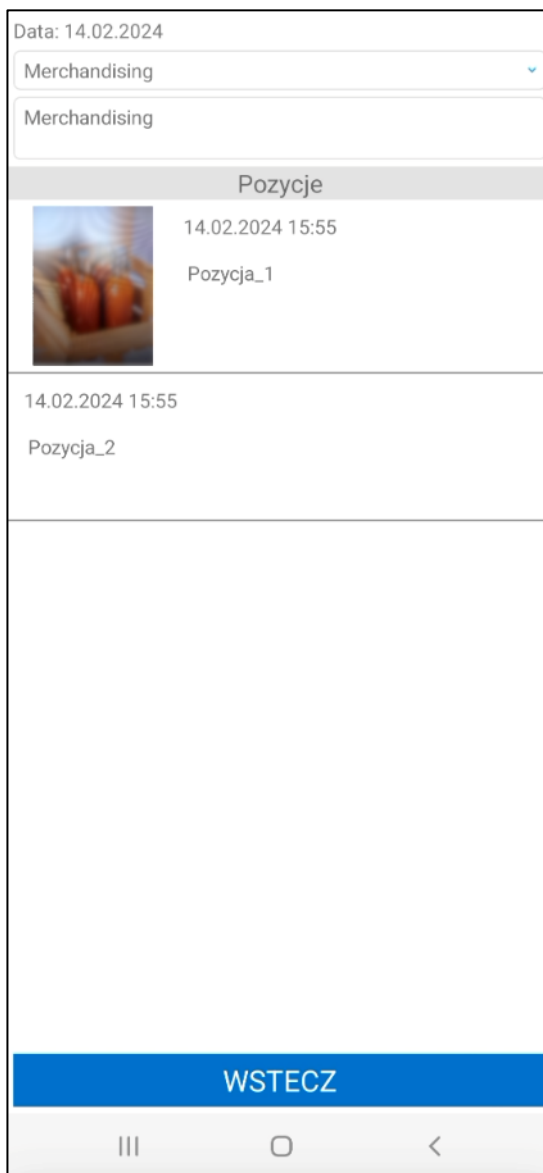 Data: 14.02.2024
Merchandising
Merchandising
Pozycje
14.02.2024 15:55
Pozycja_1
14.02.2024 15:55
Pozycja_2
WSTECZ